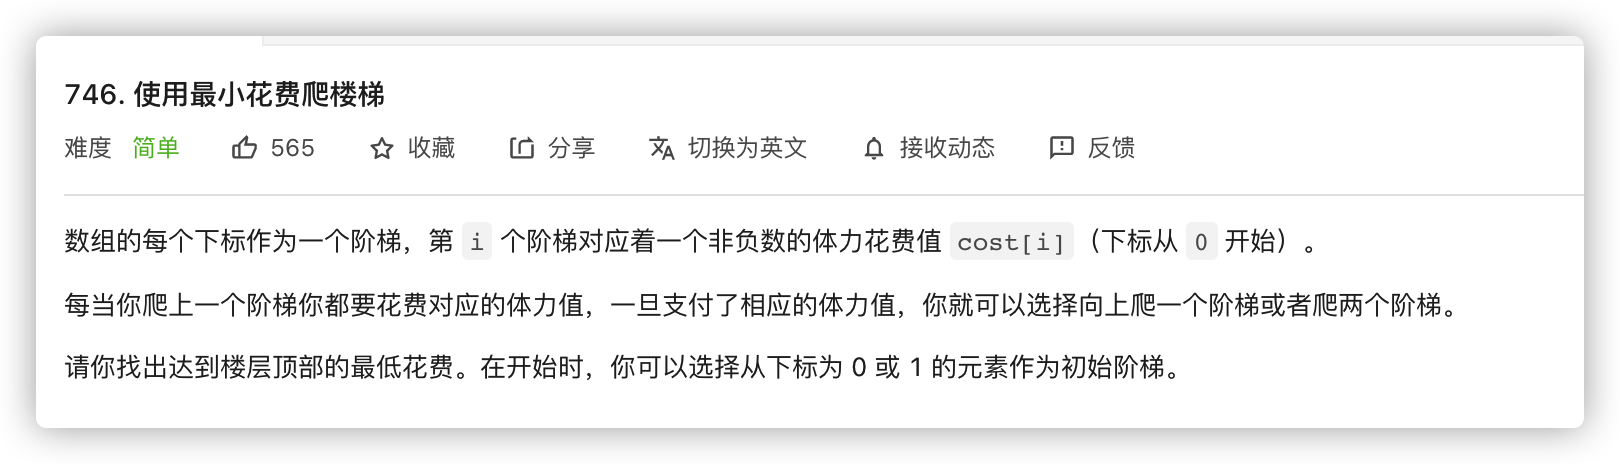 746. 使用最小花费爬楼梯
难度 简单 565 收藏 分享 切换为英文 接收动态 反馈
数组的每个下标作为一个阶梯，第 i 个阶梯对应着一个非负数的体力花费值 cost[i]（下标从 0 开始）。
每当你爬上一个阶梯你都要花费对应的体力值，一旦支付了相应的体力值，你就可以选择向上爬一个阶梯或者爬两个阶梯。
请你找出达到楼层顶部的最低花费。在开始时，你可以选择从下标为 0 或 1 的元素作为初始阶梯。